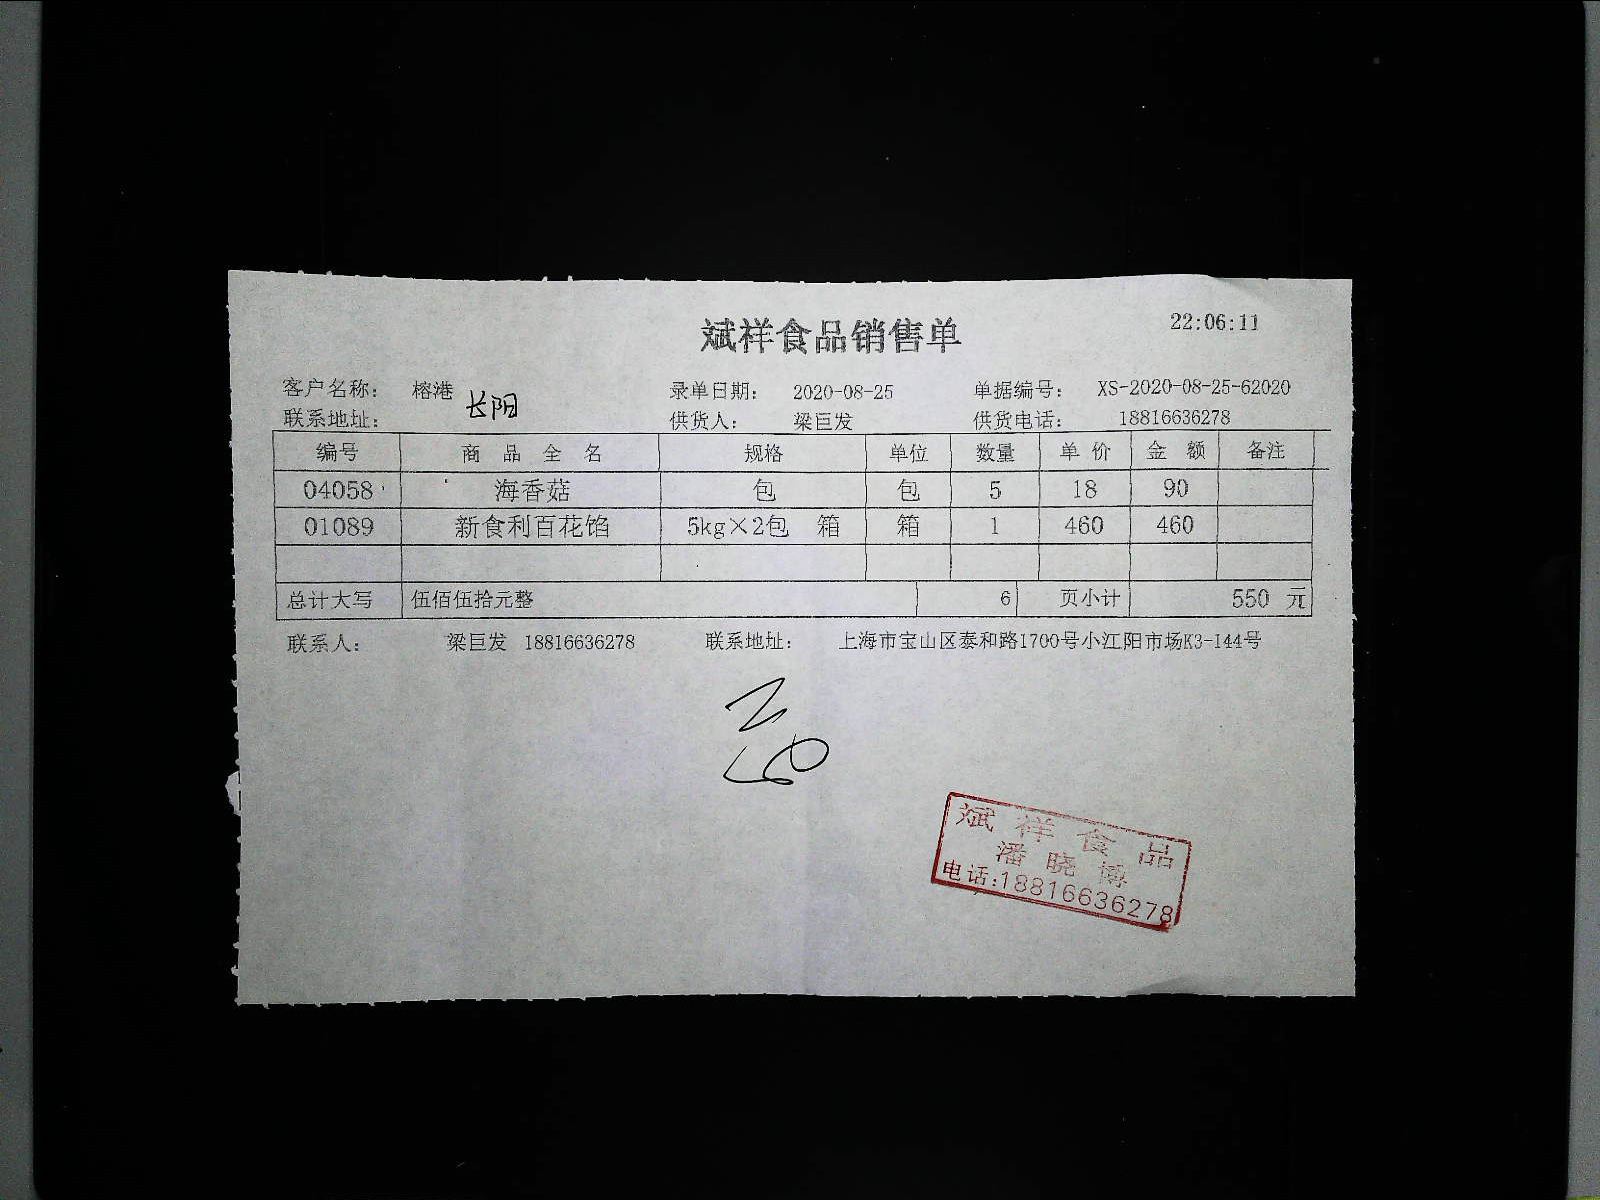 斌祥食品销售单 22:06:11
客户名称： 榕港 长阳 录单日期： 2020-08-25 单据编号： XS-2020-08-25-62020
联系地址： 供货人： 梁巨发 供货电话： 18816636278
编号 商品全名 规格 单位 数量 单价 金额 备注
04058 海香菇 包 包 5 18 90
01089 新食利百花馅 5kg×2包 箱 箱 1 460 460
总计大写 伍佰伍拾元整 6 页小计 550 元
联系人： 梁巨发 18816636278 联系地址： 上海市宝山区泰和路1700号小江阳市场K3-144号
斌祥食品
潘晓博
电话:18816636278